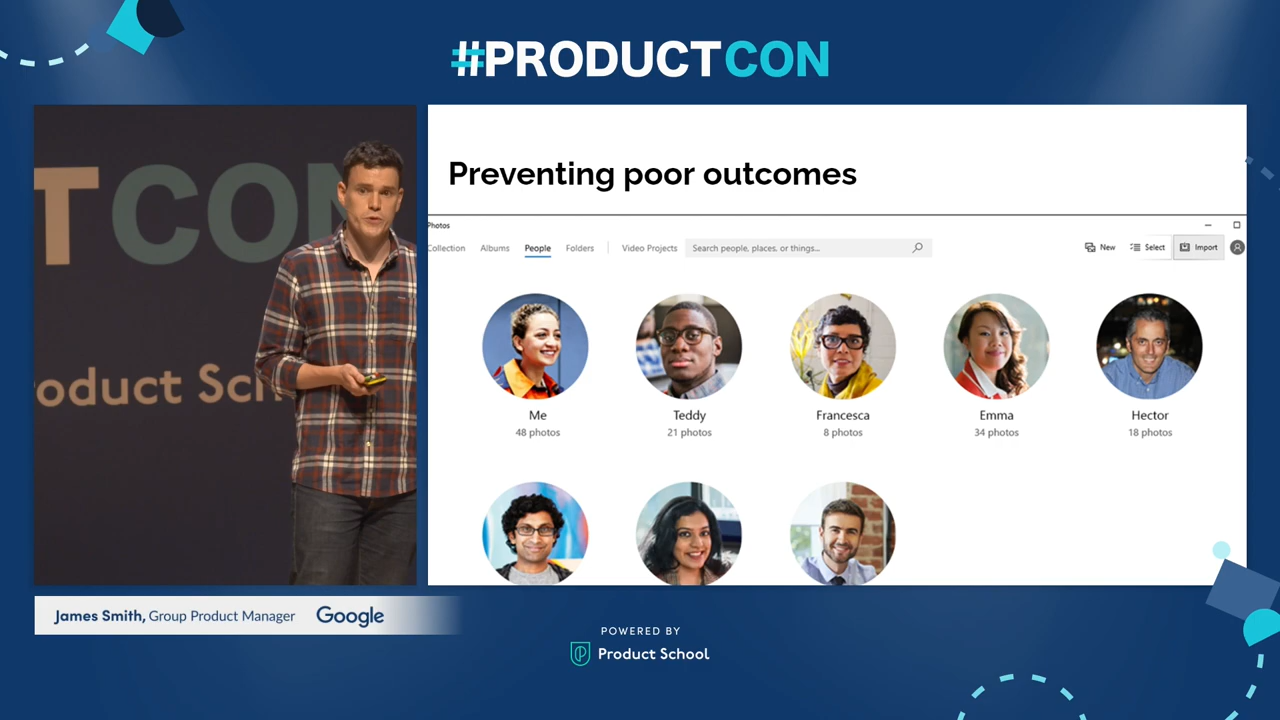 #PRODUCTCON
T CON
oduct Sch
Preventing poor outcomes
Photos
Collection Albums People Folders Video Projects Search people, places, or things... New Select Import
Me Teddy Francesca Emma Hector
48 photos 21 photos 8 photos 34 photos 18 photos
James Smith, Group Product Manager Google
POWERED BY
Product School